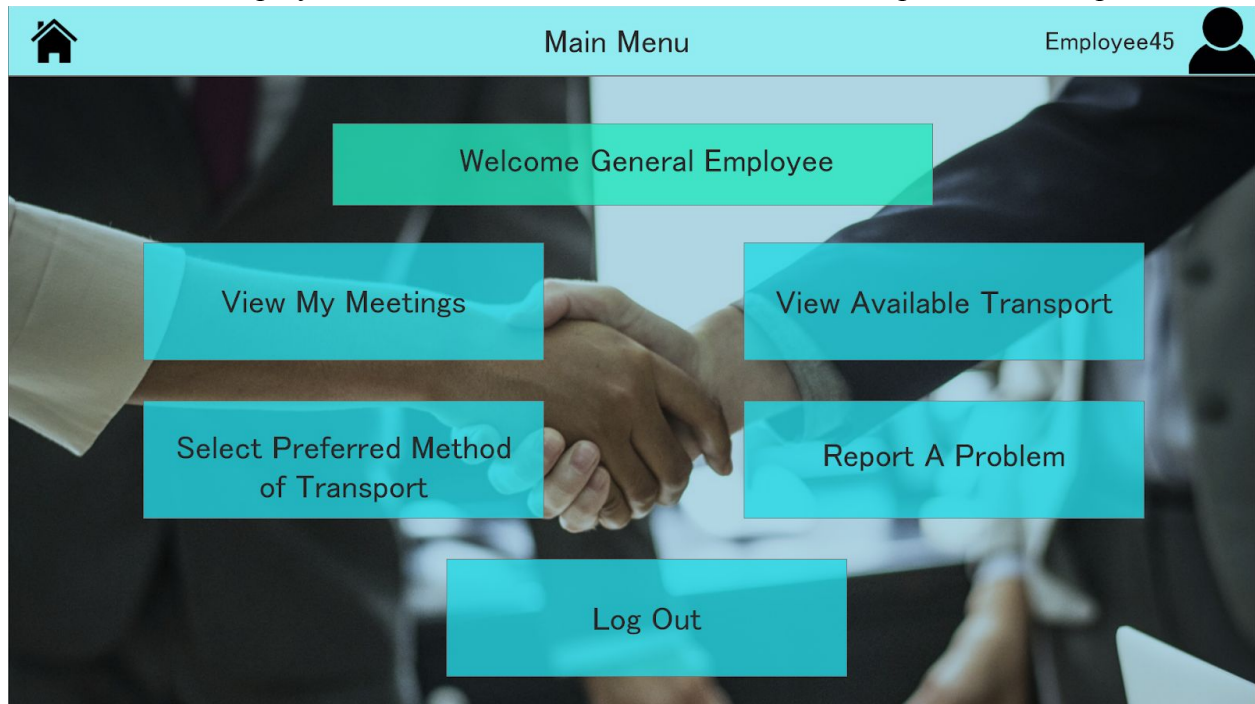 Main Menu
Employee45
Welcome General Employee
View My Meetings
View Available Transport
Select Preferred Method
of Transport
Report A Problem
Log Out